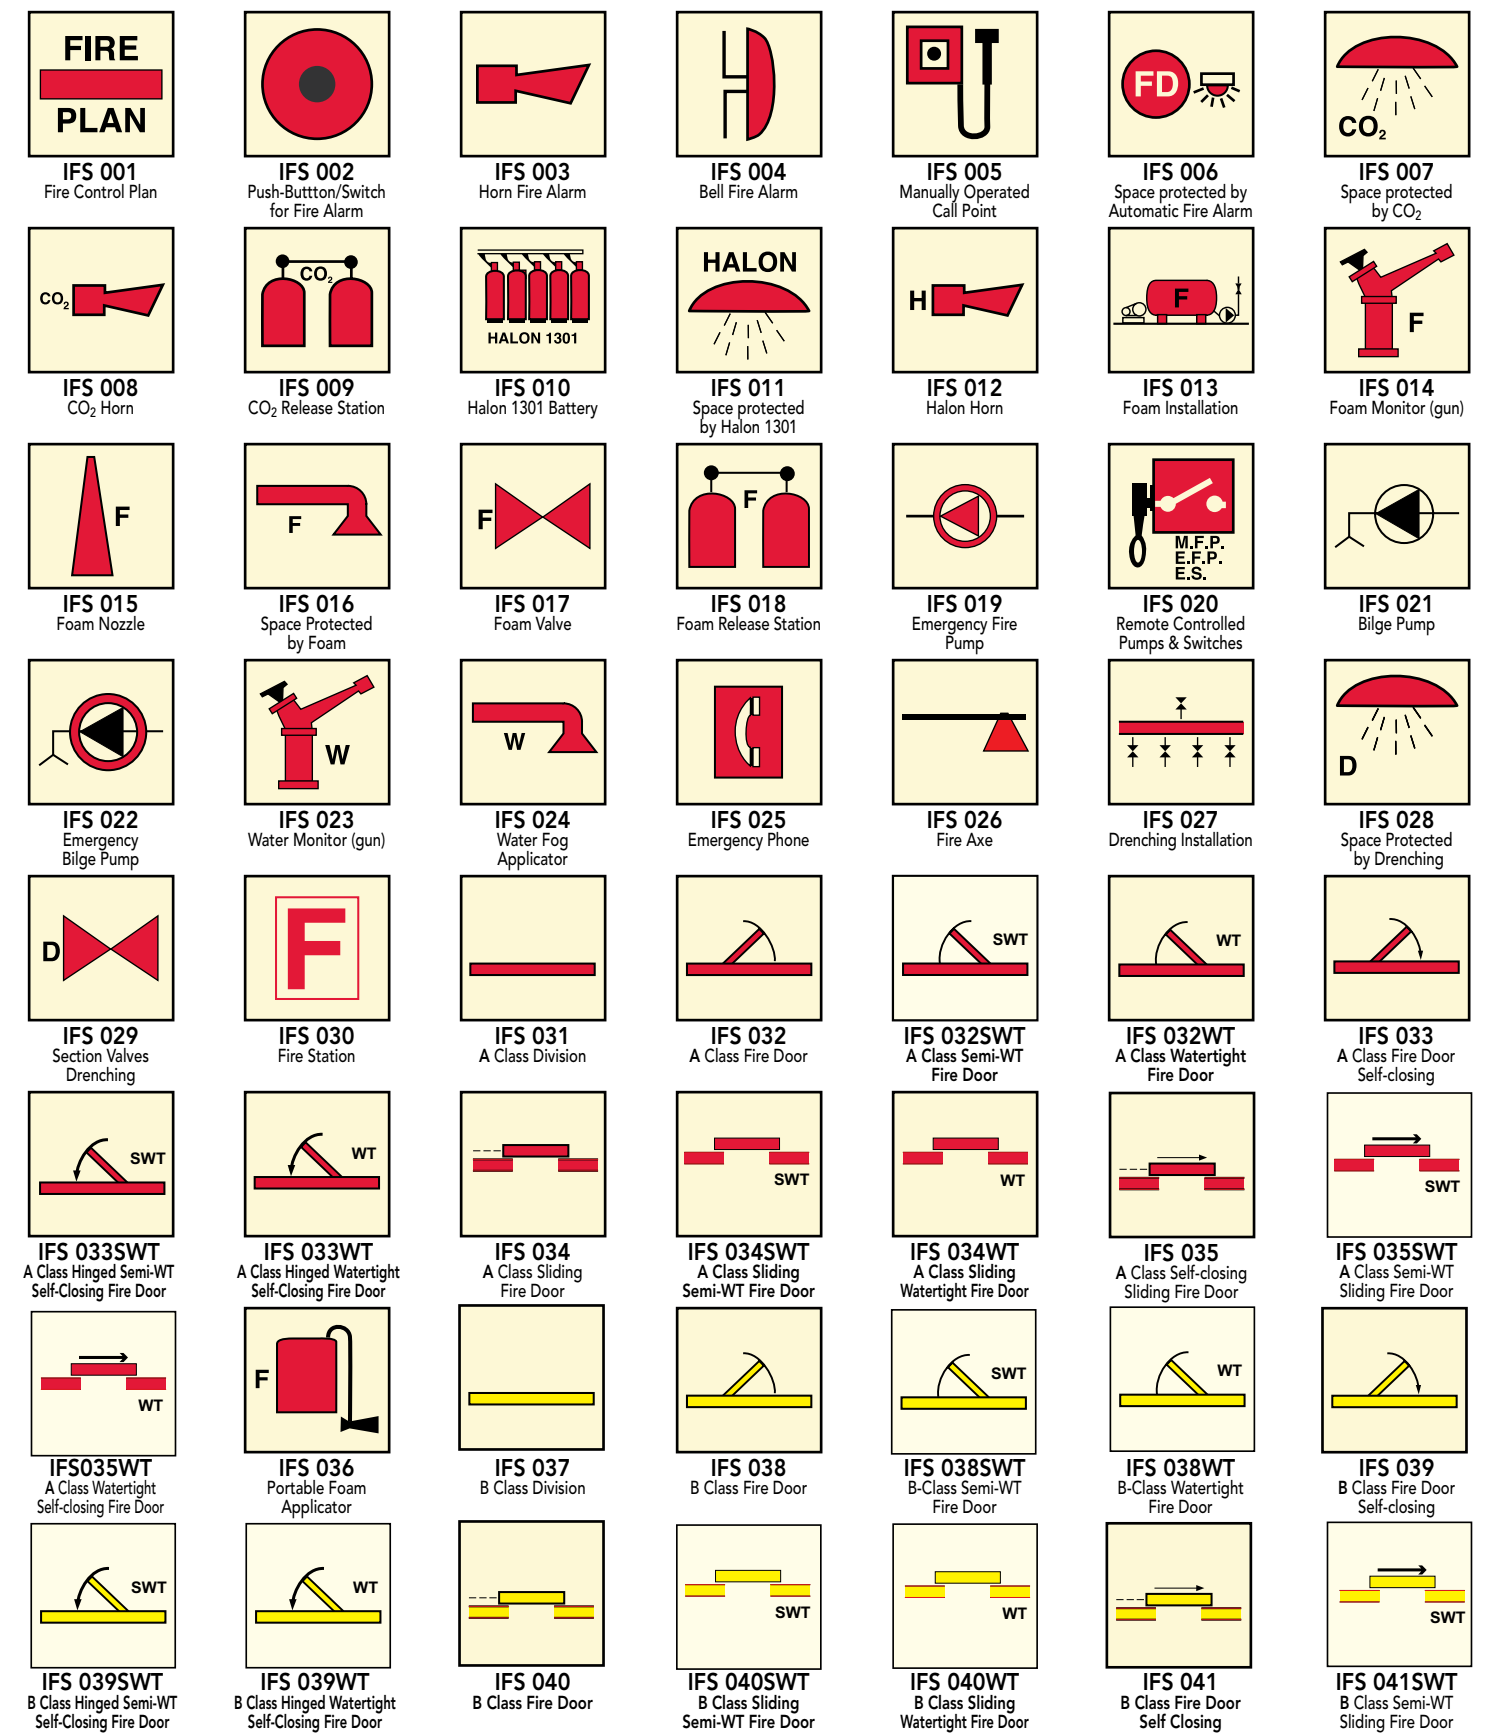 FIRE
PLAN
IFS 001
Fire Control Plan
IFS 002
Push-Buttton/Switch
for Fire Alarm
IFS 003
Horn Fire Alarm
IFS 004
Bell Fire Alarm
IFS 005
Manually Operated
Call Point
FD
IFS 006
Space protected by
Automatic Fire Alarm
CO2
IFS 007
Space protected
by CO2
CO2
IFS 008
CO2 Horn
CO2
IFS 009
CO2 Release Station
HALON 1301
IFS 010
Halon 1301 Battery
HALON
IFS 011
Space protected
by Halon 1301
H
IFS 012
Halon Horn
F
IFS 013
Foam Installation
F
IFS 014
Foam Monitor (gun)
F
IFS 015
Foam Nozzle
F
IFS 016
Space Protected
by Foam
F
IFS 017
Foam Valve
F
IFS 018
Foam Release Station
IFS 019
Emergency Fire
Pump
M.F.P.
E.F.P.
E.S.
IFS 020
Remote Controlled
Pumps & Switches
IFS 021
Bilge Pump
IFS 022
Emergency
Bilge Pump
W
IFS 023
Water Monitor (gun)
W
IFS 024
Water Fog
Applicator
IFS 025
Emergency Phone
IFS 026
Fire Axe
IFS 027
Drenching Installation
D
IFS 028
Space Protected
by Drenching
D
IFS 029
Section Valves
Drenching
F
IFS 030
Fire Station
IFS 031
A Class Division
IFS 032
A Class Fire Door
SWT
IFS 032SWT
A Class Semi-WT
Fire Door
WT
IFS 032WT
A Class Watertight
Fire Door
IFS 033
A Class Fire Door
Self-closing
SWT
IFS 033SWT
A Class Hinged Semi-WT
Self-Closing Fire Door
WT
IFS 033WT
A Class Hinged Watertight
Self-Closing Fire Door
IFS 034
A Class Sliding
Fire Door
SWT
IFS 034SWT
A Class Sliding
Semi-WT Fire Door
WT
IFS 034WT
A Class Sliding
Watertight Fire Door
IFS 035
A Class Self-closing
Sliding Fire Door
SWT
IFS 035SWT
A Class Semi-WT
Sliding Fire Door
WT
IFS035WT
A Class Watertight
Self-closing Fire Door
F
IFS 036
Portable Foam
Applicator
IFS 037
B Class Division
IFS 038
B Class Fire Door
SWT
IFS 038SWT
B-Class Semi-WT
Fire Door
WT
IFS 038WT
B-Class Watertight
Fire Door
IFS 039
B Class Fire Door
Self-closing
SWT
IFS 039SWT
B Class Hinged Semi-WT
Self-Closing Fire Door
WT
IFS 039WT
B Class Hinged Watertight
Self-Closing Fire Door
IFS 040
B Class Fire Door
SWT
IFS 040SWT
B Class Sliding
Semi-WT Fire Door
WT
IFS 040WT
B Class Sliding
Watertight Fire Door
IFS 041
B Class Fire Door
Self Closing
SWT
IFS 041SWT
B Class Semi-WT
Sliding Fire Door